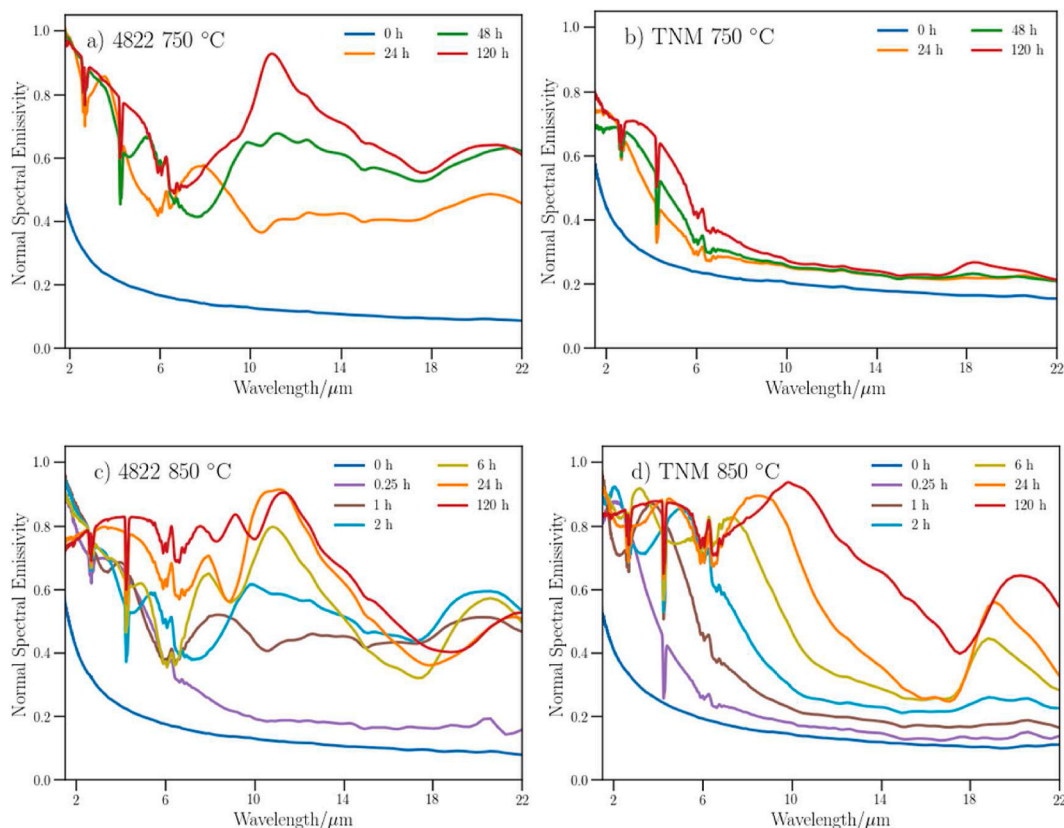 a) 4822 750 °C
0 h
24 h
48 h
120 h
1.0
0.8
0.6
0.4
0.2
0.0
Normal Spectral Emissivity
2 6 10 14 18 22
Wavelength/μm
b) TNM 750 °C
0 h
24 h
48 h
120 h
1.0
0.8
0.6
0.4
0.2
0.0
Normal Spectral Emissivity
2 6 10 14 18 22
Wavelength/μm
c) 4822 850 °C
0 h
0.25 h
1 h
2 h
6 h
24 h
120 h
1.0
0.8
0.6
0.4
0.2
0.0
Normal Spectral Emissivity
2 6 10 14 18 22
Wavelength/μm
d) TNM 850 °C
0 h
0.25 h
1 h
2 h
6 h
24 h
120 h
1.0
0.8
0.6
0.4
0.2
0.0
Normal Spectral Emissivity
2 6 10 14 18 22
Wavelength/μm